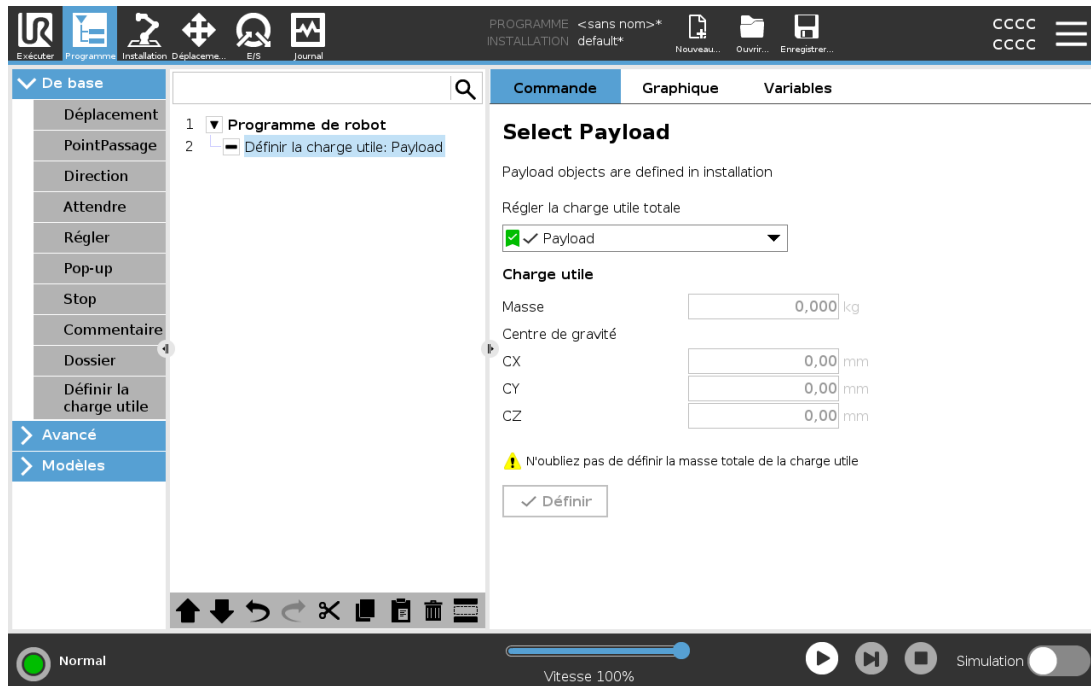 PROGRAMME <sans nom>*
INSTALLATION default*
CCCC
CCCC
Exécuter Programme Installation Déplaceme... E/S Journal Nouveau... Ouvrir... Enregistrer...
De base
Déplacement
PointPassage
Direction
Attendre
Régler
Pop-up
Stop
Commentaire
Dossier
Définir la
charge utile
Avancé
Modèles
1 Programme de robot
2 Définir la charge utile: Payload
Commande Graphique Variables
Select Payload
Payload objects are defined in installation
Régler la charge utile totale
Payload
Charge utile
Masse 0,000 kg
Centre de gravité
CX 0,00 mm
CY 0,00 mm
CZ 0,00 mm
N'oubliez pas de définir la masse totale de la charge utile
Définir
Normal
Vitesse 100%
Simulation